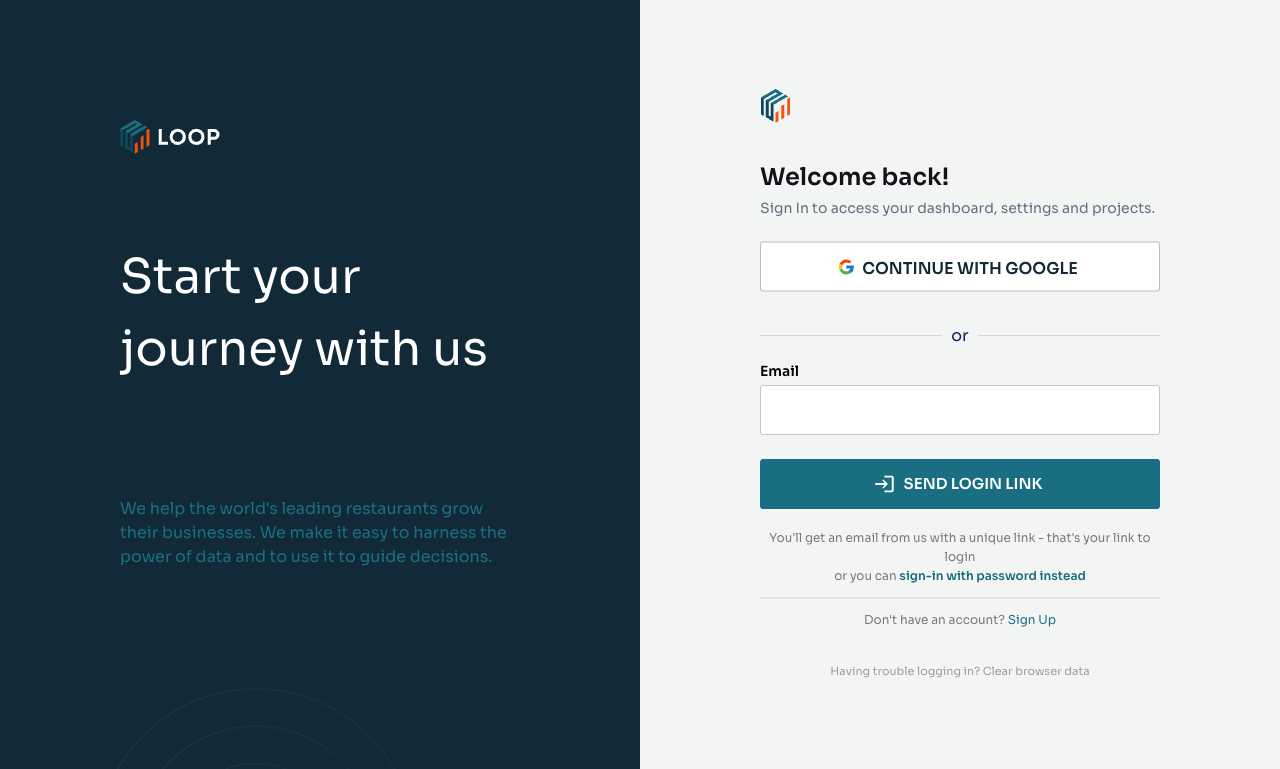 LOOP
Start your
journey with us
We help the world's leading restaurants grow
their businesses. We make it easy to harness the
power of data and to use it to guide decisions.
Welcome back!
Sign In to access your dashboard, settings and projects.
CONTINUE WITH GOOGLE
or
Email
SEND LOGIN LINK
You'll get an email from us with a unique link - that's your link to
login
or you can sign-in with password instead
Don't have an account? Sign Up
Having trouble logging in? Clear browser data